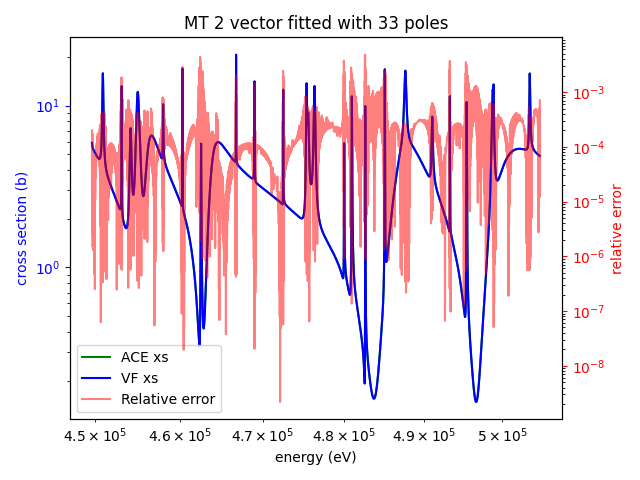 MT 2 vector fitted with 33 poles
cross section (b)
10¹
10⁰
10⁻³
10⁻⁴
10⁻⁵
10⁻⁶
10⁻⁷
10⁻⁸
relative error
ACE xs
VF xs
Relative error
4.5 × 10⁵ 4.6 × 10⁵ 4.7 × 10⁵ 4.8 × 10⁵ 4.9 × 10⁵ 5 × 10⁵
energy (eV)